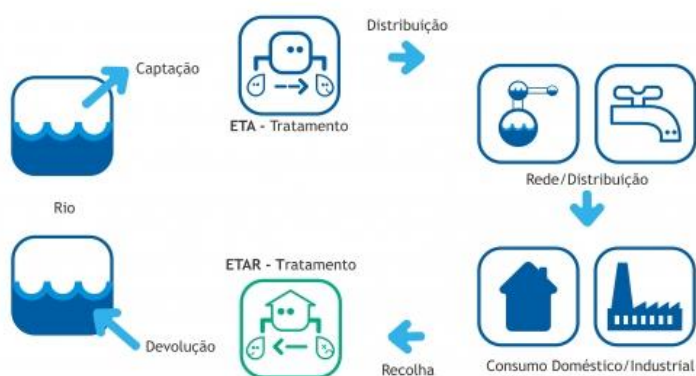 Distribuição
Captação
ETA - Tratamento
Rede/Distribuição
Rio
ETAR - Tratamento
Devolução
Recolha
Consumo Doméstico/Industrial